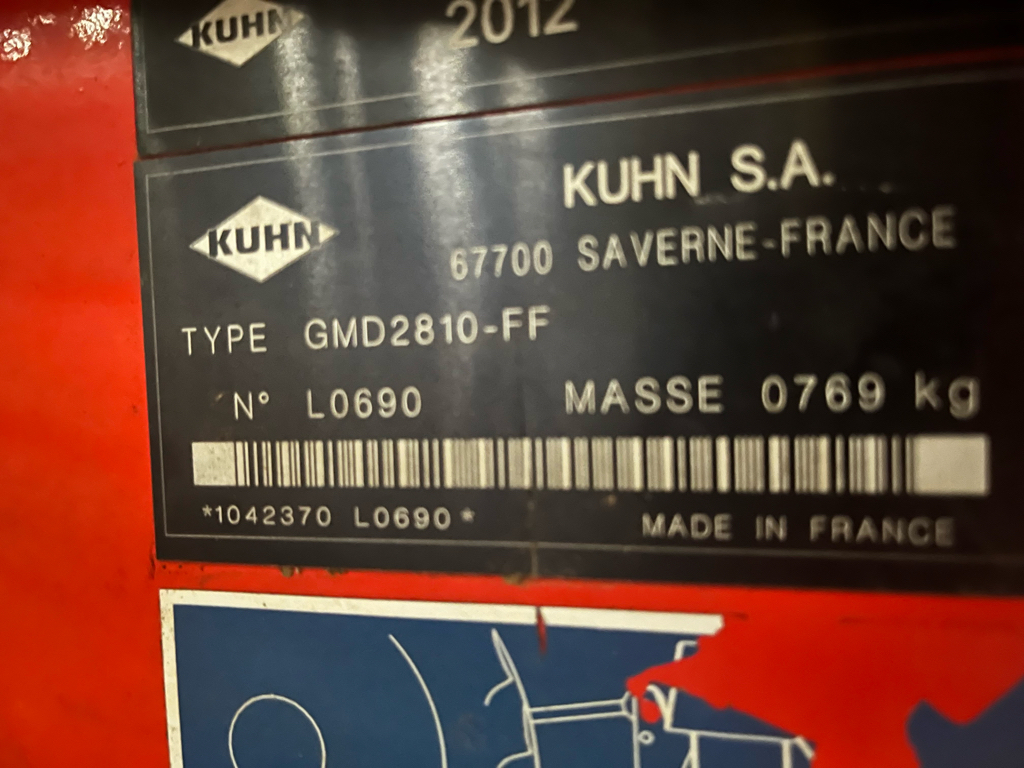 KUHN 2012
KUHN S.A.
KUHN 67700 SAVERNE-FRANCE
TYPE GMD2810-FF
N° L0690 MASSE 0769 kg
*1042370 L0690*
MADE IN FRANCE